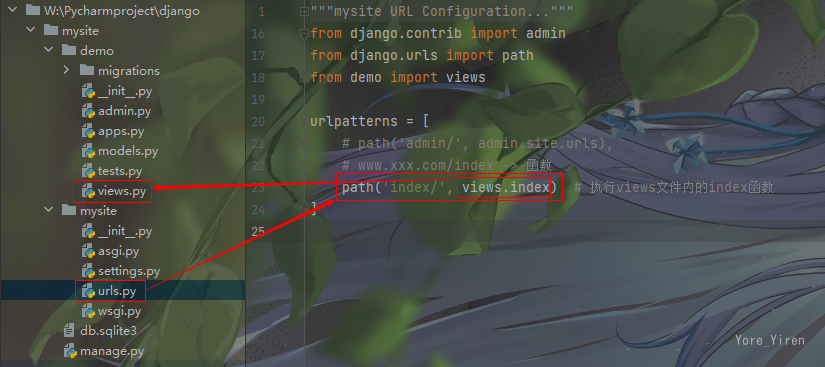 W:\Pycharmproject\django
mysite
demo
migrations
__init__.py
admin.py
apps.py
models.py
tests.py
views.py
mysite
__init__.py
asgi.py
settings.py
urls.py
wsgi.py
db.sqlite3
manage.py
1 """mysite URL Configuration..."""
16 from django.contrib import admin
17 from django.urls import path
18 from demo import views
19
20 urlpatterns = [
21 # path('admin/', admin.site.urls),
22 # www.xxx.com/index -> 函数
23 path('index/', views.index) # 执行views文件内的index函数
24 ]
25
Yore_Yiren